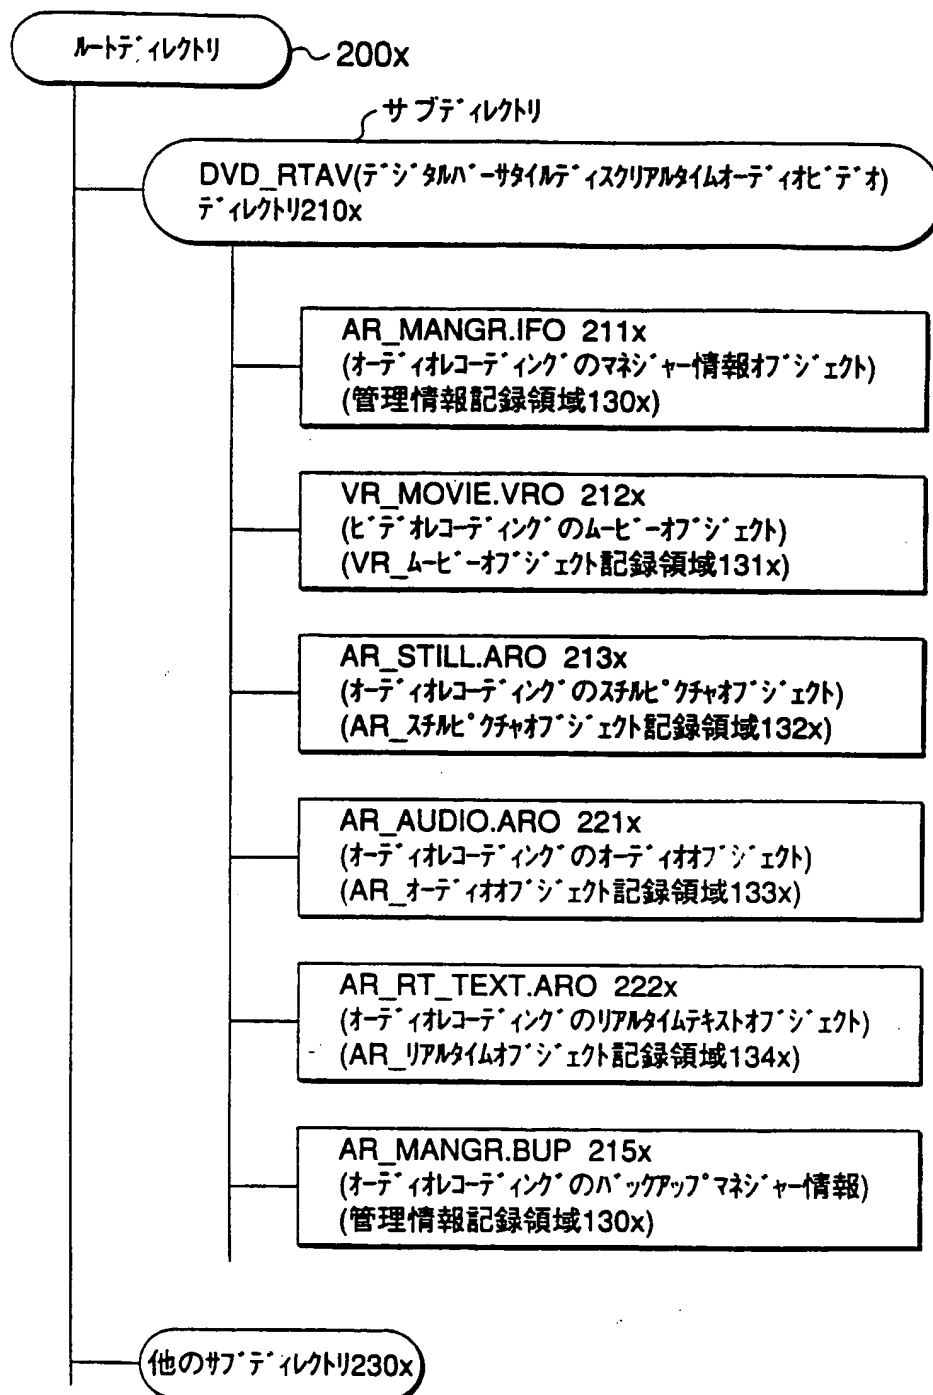 ルートディレクトリ
200x
サブディレクトリ
DVD_RTAV(デジタルバーサタイルディスクリアルタイムオーディオビデオ)
ディレクトリ210x
AR_MANGR.IFO 211x
(オーディオレコーディングのマネジャー情報オブジェクト)
(管理情報記録領域130x)
VR_MOVIE.VRO 212x
(ビデオレコーディングのムービーオブジェクト)
(VR_ムービーオブジェクト記録領域131x)
AR_STILL.ARO 213x
(オーディオレコーディングのスチルピクチャオブジェクト)
(AR_スチルピクチャオブジェクト記録領域132x)
AR_AUDIO.ARO 221x
(オーディオレコーディングのオーディオオブジェクト)
(AR_オーディオオブジェクト記録領域133x)
AR_RT_TEXT.ARO 222x
(オーディオレコーディングのリアルタイムテキストオブジェクト)
(AR_リアルタイムオブジェクト記録領域134x)
AR_MANGR.BUP 215x
(オーディオレコーディングのバックアップマネジャー情報)
(管理情報記録領域130x)
他のサブディレクトリ230x